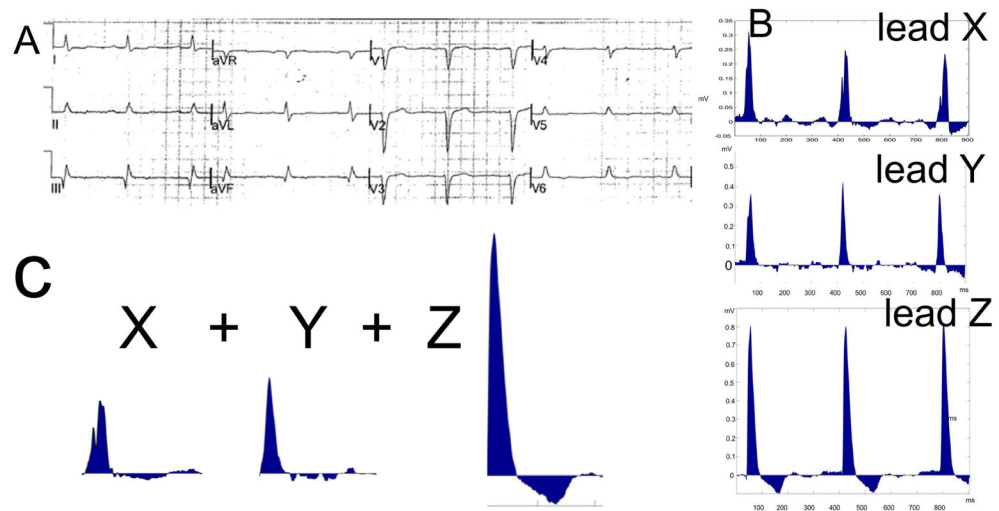 A
I
aVR
V1
V4
II
aVL
V2
V5
III
aVF
V3
V6
B
lead X
mV
0.35
0.3
0.25
0.2
0.15
0.1
0.05
0
-0.05
100 200 300 400 500 600 700 800 900
lead Y
mV
0.5
0.4
0.3
0.2
0.1
0
100 200 300 400 500 600 700 800
ms
lead Z
mV
0.8
0.6
0.4
0.3
0.2
0.1
0
-0.1
ms
100 200 300 400 500 600 700 800
ms
C
X + Y + Z